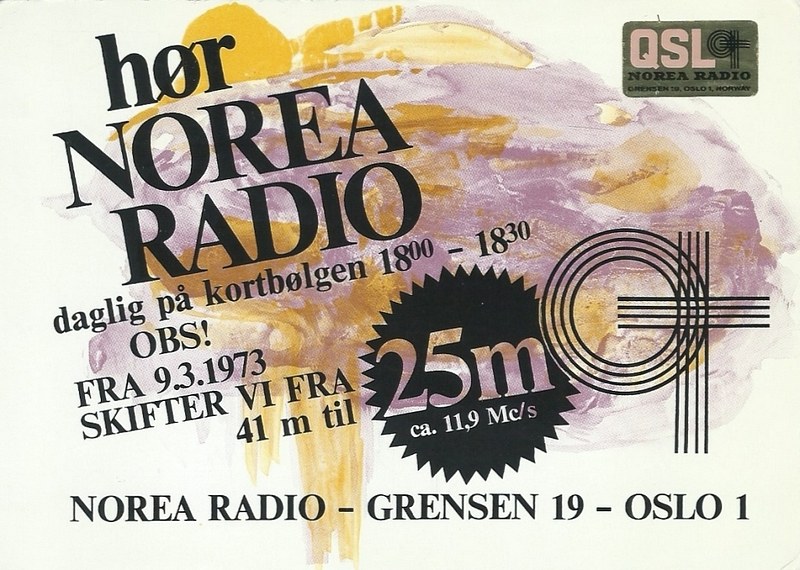 hør
NOREA
RADIO
daglig på kortbølgen 18⁰⁰ – 18³⁰
OBS!
FRA 9.3.1973
SKIFTER VI FRA
41 m til
25m
ca. 11,9 Mc/s
QSL
NOREA RADIO
GRENSEN 19, OSLO 1, NORWAY
NOREA RADIO – GRENSEN 19 – OSLO 1